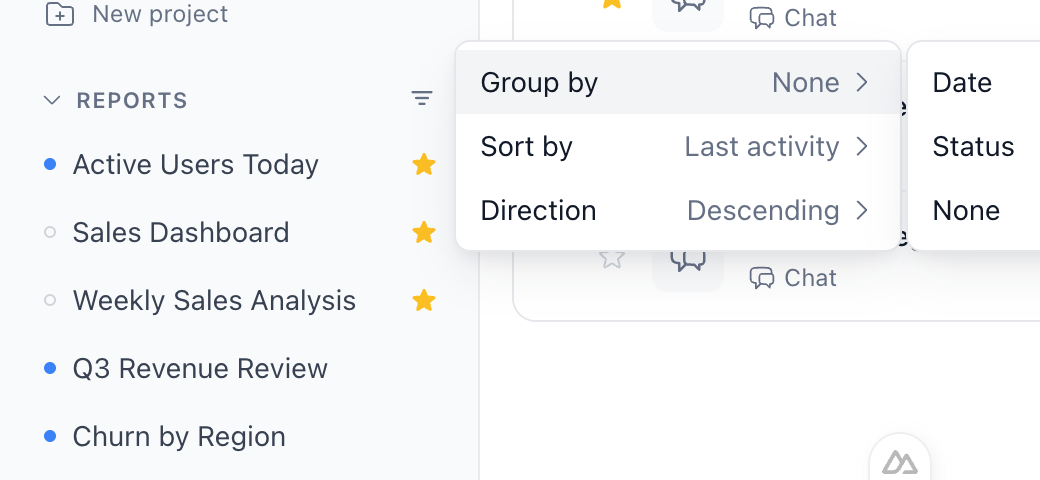 New project
REPORTS
Active Users Today
Sales Dashboard
Weekly Sales Analysis
Q3 Revenue Review
Churn by Region
Chat
Group by None
Sort by Last activity
Direction Descending
Date
Status
None
Chat